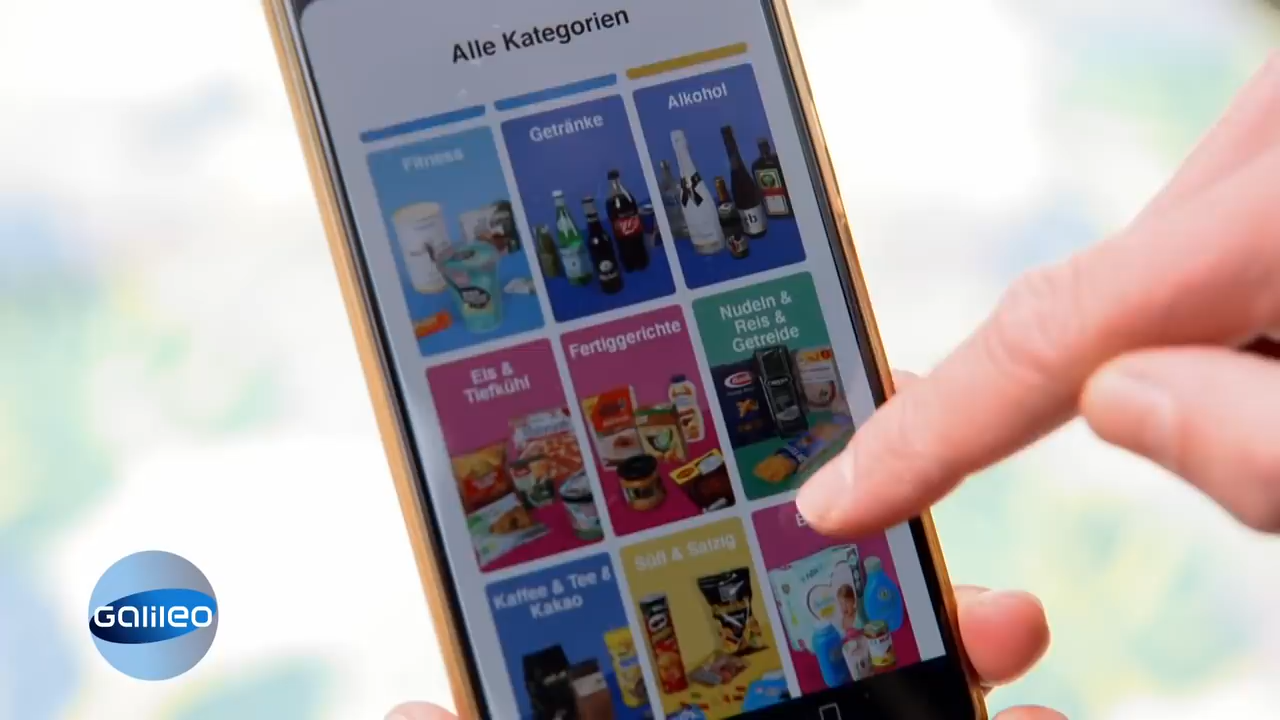 Alle Kategorien
Fitness
Getränke
Alkohol
Eis &
Tiefkühl
Fertiggerichte
Nudeln &
Reis &
Getreide
Kaffee & Tee &
Kakao
Süß & Salzig
B
GALILEO